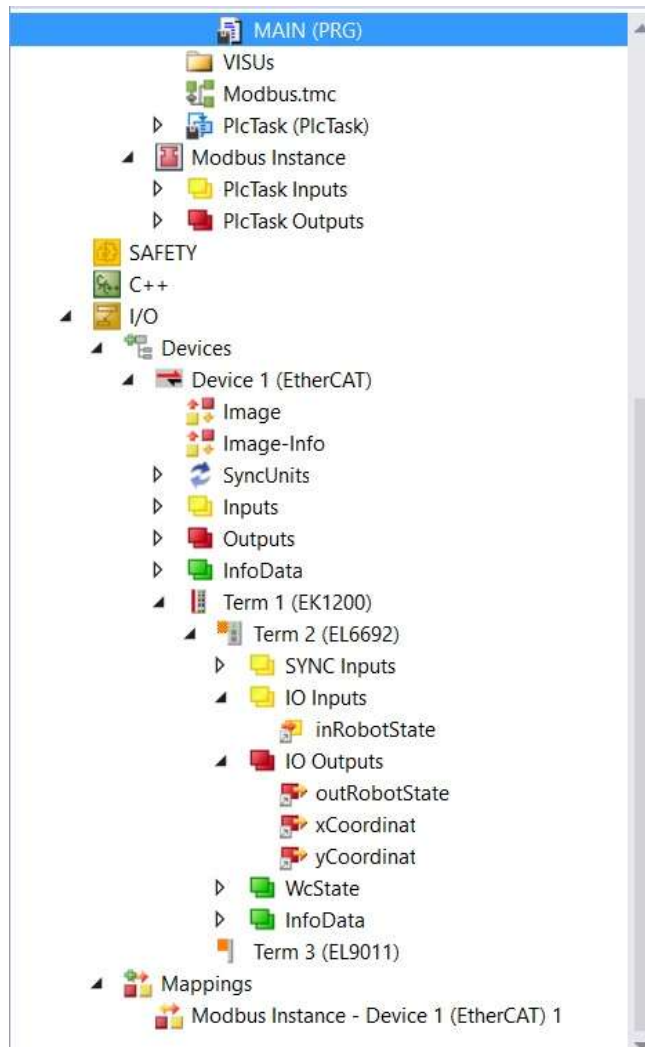 MAIN (PRG)
VISUs
Modbus.tmc
PlcTask (PlcTask)
Modbus Instance
PlcTask Inputs
PlcTask Outputs
SAFETY
C++
I/O
Devices
Device 1 (EtherCAT)
Image
Image-Info
SyncUnits
Inputs
Outputs
InfoData
Term 1 (EK1200)
Term 2 (EL6692)
SYNC Inputs
IO Inputs
inRobotState
IO Outputs
outRobotState
xCoordinat
yCoordinat
WcState
InfoData
Term 3 (EL9011)
Mappings
Modbus Instance - Device 1 (EtherCAT) 1